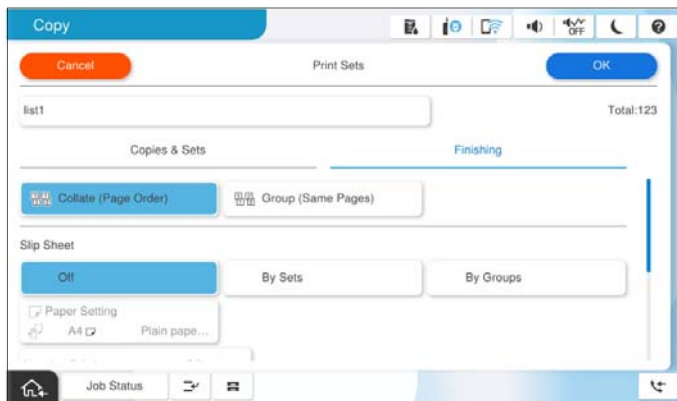 Copy
OFF
Cancel
Print Sets
OK
list1
Total:123
Copies & Sets
Finishing
Collate (Page Order)
Group (Same Pages)
Slip Sheet
Off
By Sets
By Groups
Paper Setting
A4
Plain pape...
Job Status